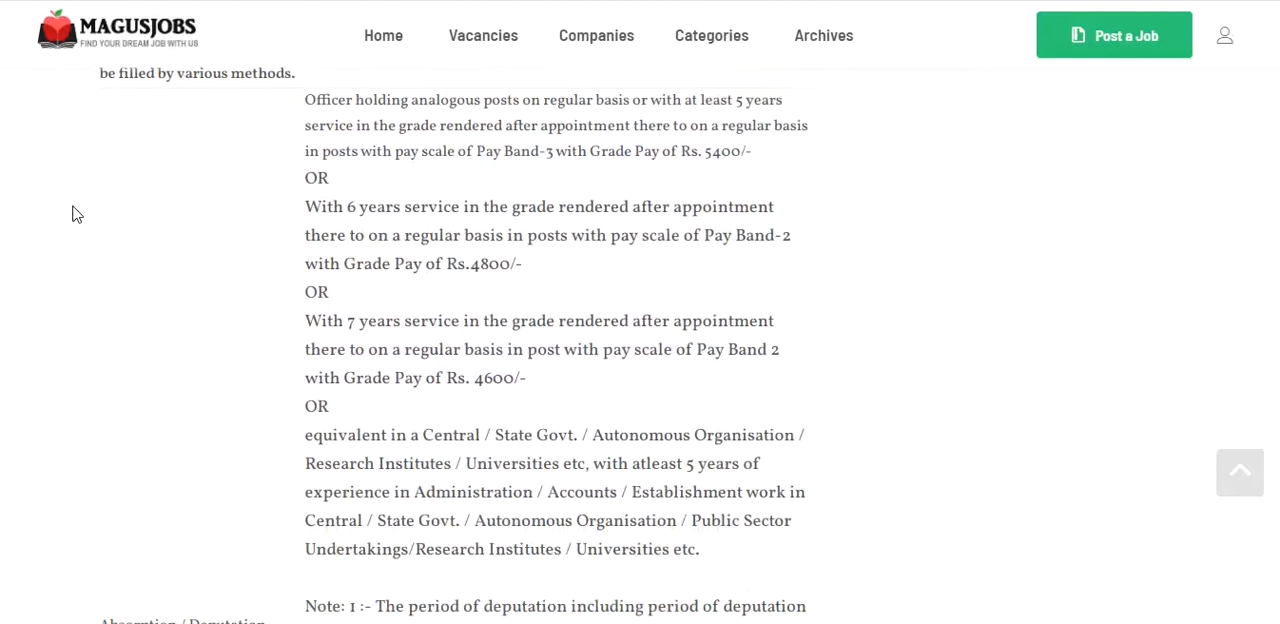 MAGUSJOBS
FIND YOUR DREAM JOB WITH US
Home
Vacancies
Companies
Categories
Archives
Post a Job
be filled by various methods.
Officer holding analogous posts on regular basis or with at least 5 years
service in the grade rendered after appointment there to on a regular basis
in posts with pay scale of Pay Band-3 with Grade Pay of Rs. 5400/-
OR
With 6 years service in the grade rendered after appointment
there to on a regular basis in posts with pay scale of Pay Band-2
with Grade Pay of Rs.4800/-
OR
With 7 years service in the grade rendered after appointment
there to on a regular basis in post with pay scale of Pay Band 2
with Grade Pay of Rs. 4600/-
OR
equivalent in a Central / State Govt. / Autonomous Organisation /
Research Institutes / Universities etc, with atleast 5 years of
experience in Administration / Accounts / Establishment work in
Central / State Govt. / Autonomous Organisation / Public Sector
Undertakings/Research Institutes / Universities etc.
Note: 1 :- The period of deputation including period of deputation
Absorption / Deputation